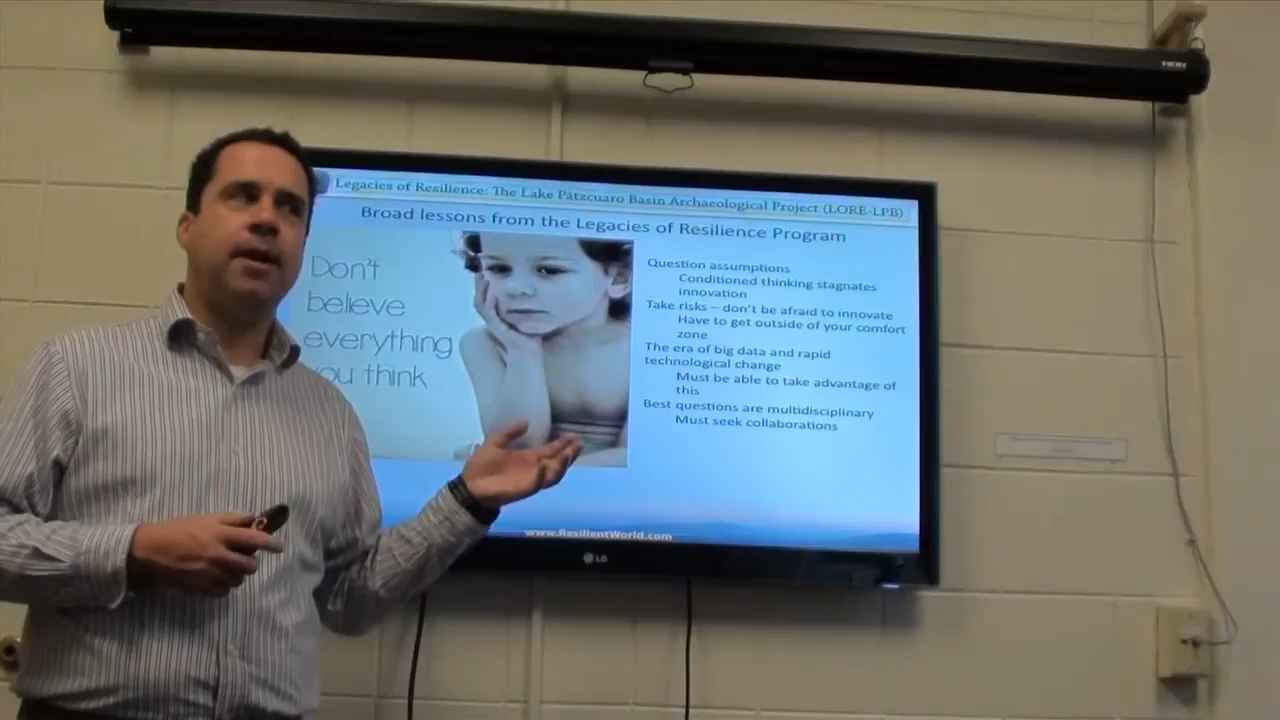 Legacies of Resilience: The Lake Pátzcuaro Basin Archaeological Project (LORE-LPB)
Broad lessons from the Legacies of Resilience Program
Don't
believe
everything
you think...
Question assumptions
Conditioned thinking stagnates
innovation
Take risks – don't be afraid to innovate
Have to get outside of your comfort
zone
The era of big data and rapid
technological change
Must be able to take advantage of
this
Best questions are multidisciplinary
Must seek collaborations
www.ResilientWorld.com
LG